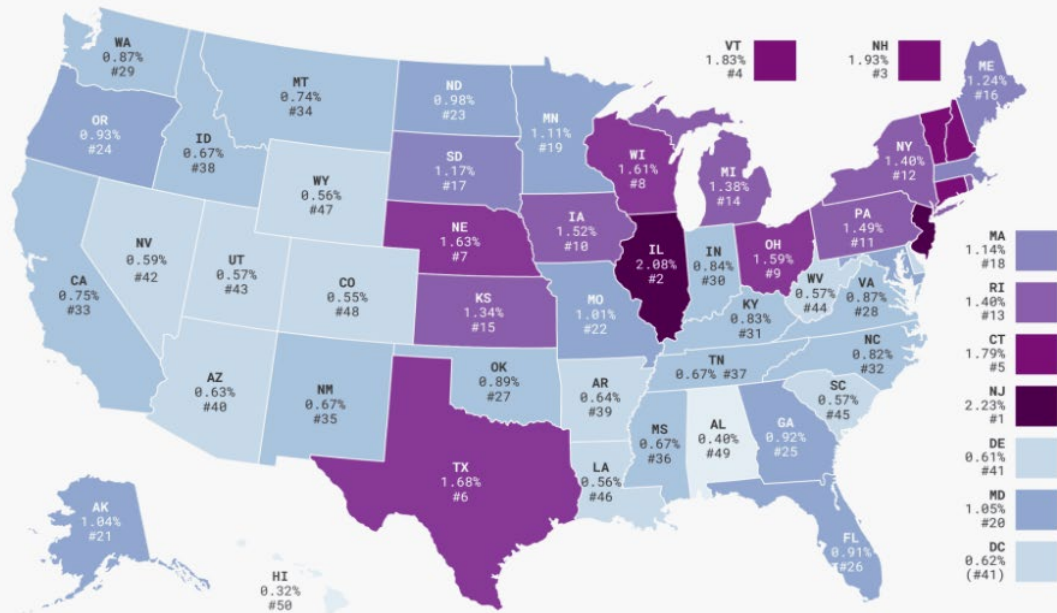 WA
0.87%
#29
MT
0.74%
#34
ND
0.98%
#23
MN
1.11%
#19
VT
1.83%
#4
NH
1.93%
#3
ME
1.24%
#16
OR
0.93%
#24
ID
0.67%
#38
WY
0.56%
#47
SD
1.17%
#17
WI
1.61%
#8
MI
1.38%
#14
NY
1.40%
#12
NV
0.59%
#42
UT
0.57%
#43
CO
0.55%
#48
NE
1.63%
#7
IA
1.52%
#10
IL
2.08%
#2
IN
0.84%
#30
OH
1.59%
#9
PA
1.49%
#11
CA
0.75%
#33
KS
1.34%
#15
MO
1.01%
#22
KY
0.83%
#31
WV
0.57%
#44
VA
0.87%
#28
AZ
0.63%
#40
NM
0.67%
#35
OK
0.89%
#27
AR
0.64%
#39
TN
0.67% #37
NC
0.82%
#32
SC
0.57%
#45
TX
1.68%
#6
LA
0.56%
#46
MS
0.67%
#36
AL
0.40%
#49
GA
0.92%
#25
FL
0.91%
#26
AK
1.04%
#21
HI
0.32%
#50
MA
1.14%
#18
RI
1.40%
#13
CT
1.79%
#5
NJ
2.23%
#1
DE
0.61%
#41
MD
1.05%
#20
DC
0.62%
(#41)